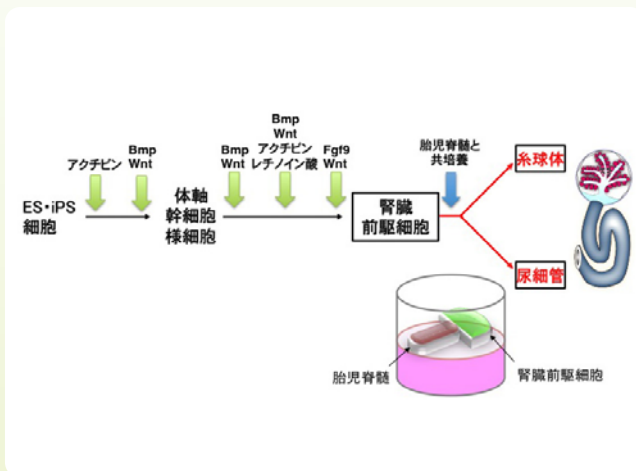 アクチビン
Bmp
Wnt
Bmp
Wnt
Bmp
Wnt
アクチビン
レチノイン酸
Fgf9
Wnt
胎児脊髄と
共培養
ES・iPS
細胞
体軸
幹細胞
様細胞
腎臓
前駆細胞
糸球体
尿細管
胎児脊髄
腎臓前駆細胞